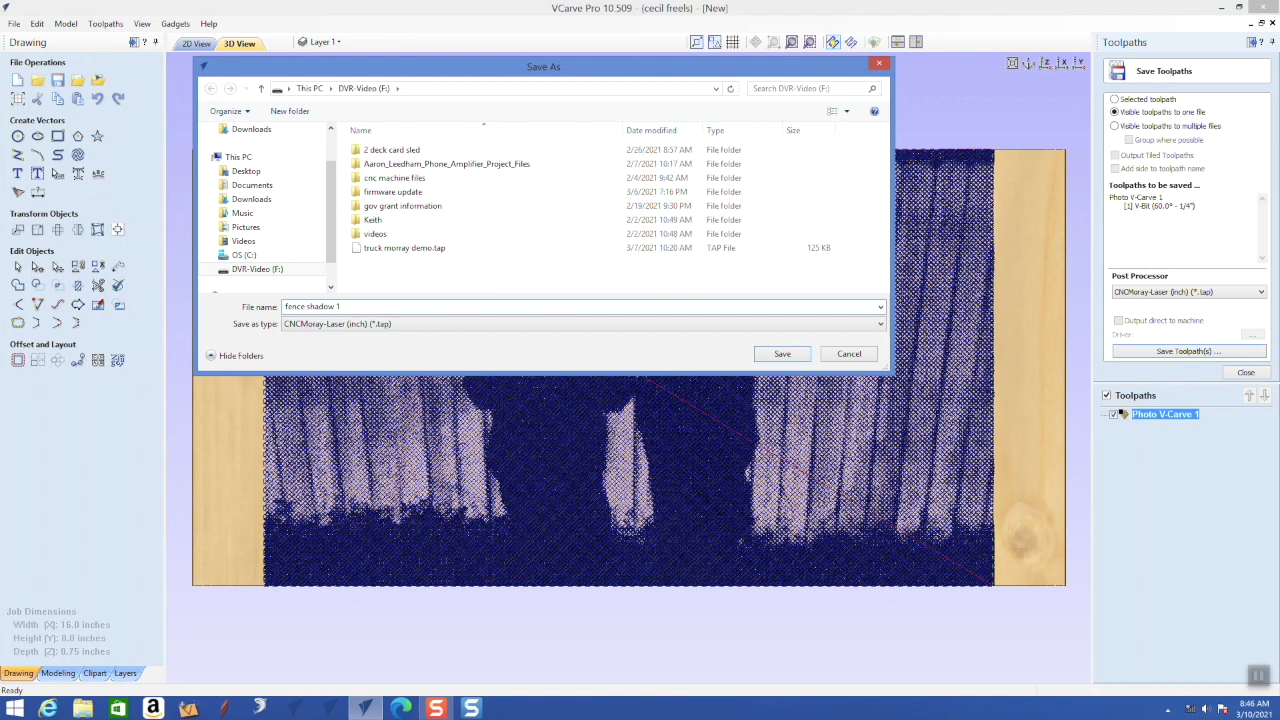 VCarve Pro 10.509 - {cecil freels} - [New]
File Edit Model Toolpaths View Gadgets Help
Drawing
2D View 3D View Layer 1
Toolpaths
File Operations
Create Vectors
Transform Objects
Edit Objects
Offset and Layout
Job Dimensions
Width (X): 16.0 inches
Height (Y): 8.0 inches
Depth (Z): 0.75 inches
Drawing Modeling Clipart Layers
Ready
Save As
This PC DVR-Video (F:)
Search DVR-Video (F:)
Organize New folder
Downloads
This PC
Desktop
Documents
Downloads
Music
Pictures
Videos
OS (C:)
DVR-Video (F:)
Name Date modified Type Size
2 deck card sled 2/26/2021 8:57 AM File folder
Aaron_Leedham_Phone_Amplifier_Project_Files 2/7/2021 10:17 AM File folder
cnc machine files 2/4/2021 9:42 AM File folder
firmware update 3/6/2021 7:16 PM File folder
gov grant information 2/19/2021 9:30 PM File folder
Keith 2/2/2021 10:49 AM File folder
videos 2/2/2021 10:48 AM File folder
truck morray demo.tap 3/7/2021 10:20 AM TAP File 125 KB
File name: fence shadow 1
Save as type: CNCMoray-Laser (inch) (*.tap)
Hide Folders
Save Cancel
Save Toolpaths
Selected toolpath
Visible toolpaths to one file
Visible toolpaths to multiple files
Group where possible
Output Tiled Toolpaths
Add side to toolpath name
Toolpaths to be saved ...
Photo V-Carve 1
[1] V-Bit (60.0° - 1/4")
Post Processor
CNCMoray-Laser (inch) (*.tap)
Output direct to machine
Driver: ...
Save Toolpath(s) ...
Close
Toolpaths
Photo V-Carve 1
8:46 AM
3/10/2021